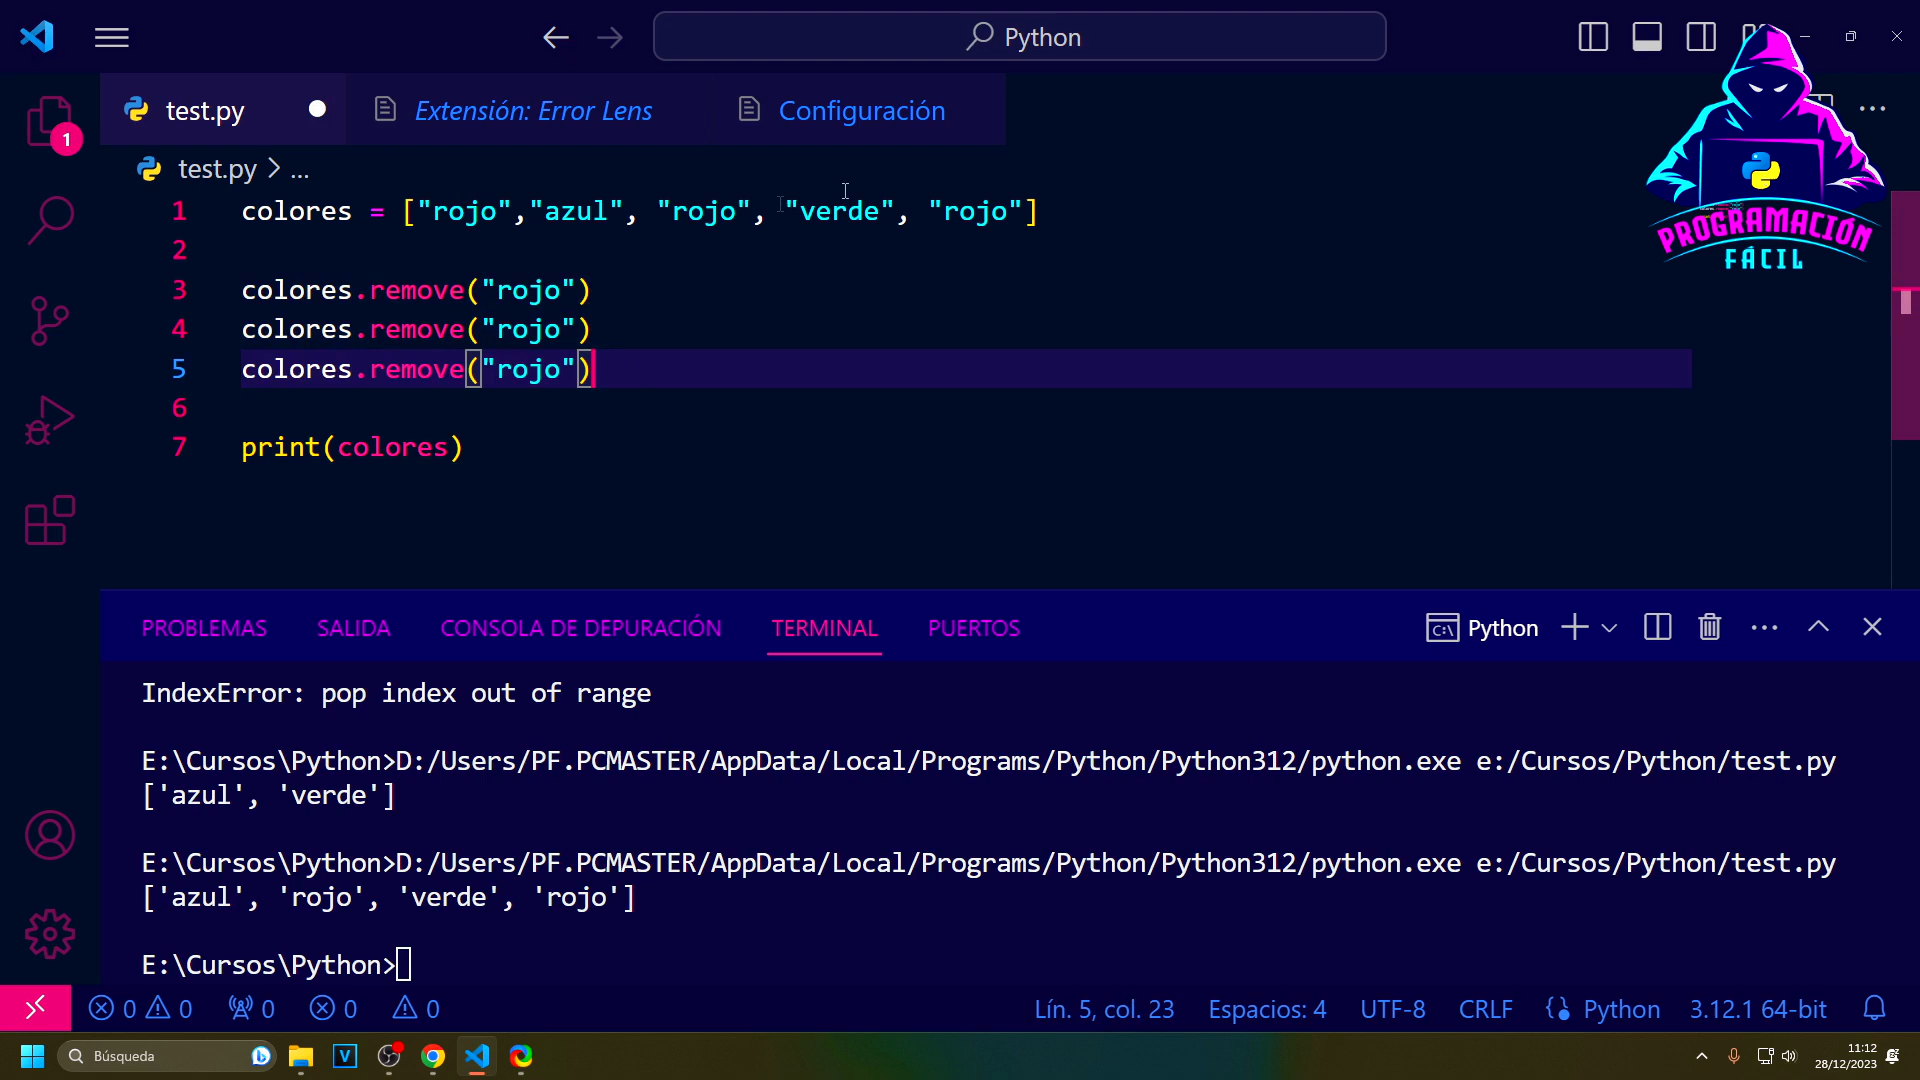 Python
test.py
Extensión: Error Lens
Configuración
1
test.py > ...
1 colores = ["rojo","azul", "rojo", "verde", "rojo"]
2
3 colores.remove("rojo")
4 colores.remove("rojo")
5 colores.remove("rojo")
6
7 print(colores)
PROGRAMACIÓN
FÁCIL
PROBLEMAS SALIDA CONSOLA DE DEPURACIÓN TERMINAL PUERTOS
Python
IndexError: pop index out of range
E:\Cursos\Python>D:/Users/PF.PCMASTER/AppData/Local/Programs/Python/Python312/python.exe e:/Cursos/Python/test.py
['azul', 'verde']
E:\Cursos\Python>D:/Users/PF.PCMASTER/AppData/Local/Programs/Python/Python312/python.exe e:/Cursos/Python/test.py
['azul', 'rojo', 'verde', 'rojo']
E:\Cursos\Python>
0 0 0 0 0 Lín. 5, col. 23 Espacios: 4 UTF-8 CRLF Python 3.12.1 64-bit
Búsqueda
V
11:12
28/12/2023